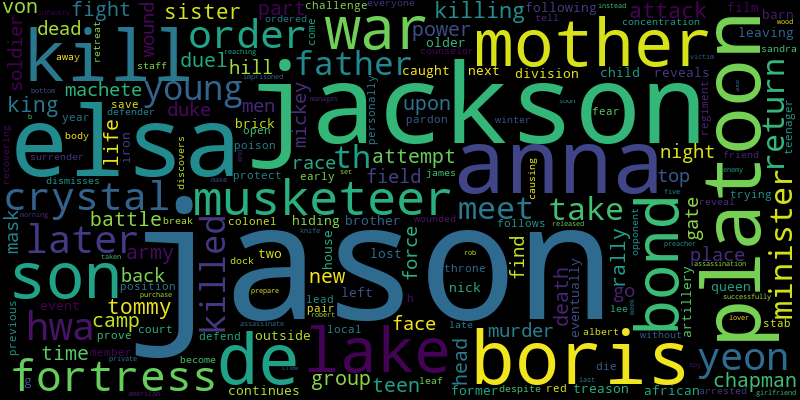 von
fight
sister
part
challenge
following
film
barn
ordered
come
tell
everyone
instead
infantry
killing
attack
concentration
wood
war
mother
dead
kill
order
power
older
counselor
leaving
sandra
soldier
retreat
wound
duel
hill
father
caught
next
division
child
reveals
away
staff
bottom
machete
young
jackson
platoon
return
king
duke
men
mickey
personally
upon
pardon
winter
fear
regiment
victim
teenager
year
save
defender
brick
open
elsa
life
iron
body
poison
race
th
attempt
anna
night
friend
surrender
discovers
protect
early
set
james
field
causing
top
trying
recovering
dismisses
crystal
musketeer
meet
take
bond
reveal
five
enemy
gate
minister
mask
battle
break
colonel
hiding
brother
wounded
follows
opponent
preacher
later
killed
jason
knife
house
lost
force
find
rally
place
assassination
army
dock
two
rob
released
son
back
taken
throne
queen
position
purchase
prepare
new
nick
death
eventually
go
lee
artillery
successfully
event
tommy
lead
left
h
lover
previous
hwa
camp
court
assassinate
pair
robert
boris
stab
time
prove
defend
outside
local
face
late
murder
albert
without
member
become
lake
head
die
yeon
private
fortress
de
group
teen
leaf
former
despite
red
treason
african
arrested
chapman
continues
last
girlfriend
american
morning
imprisoned
manages
reaching